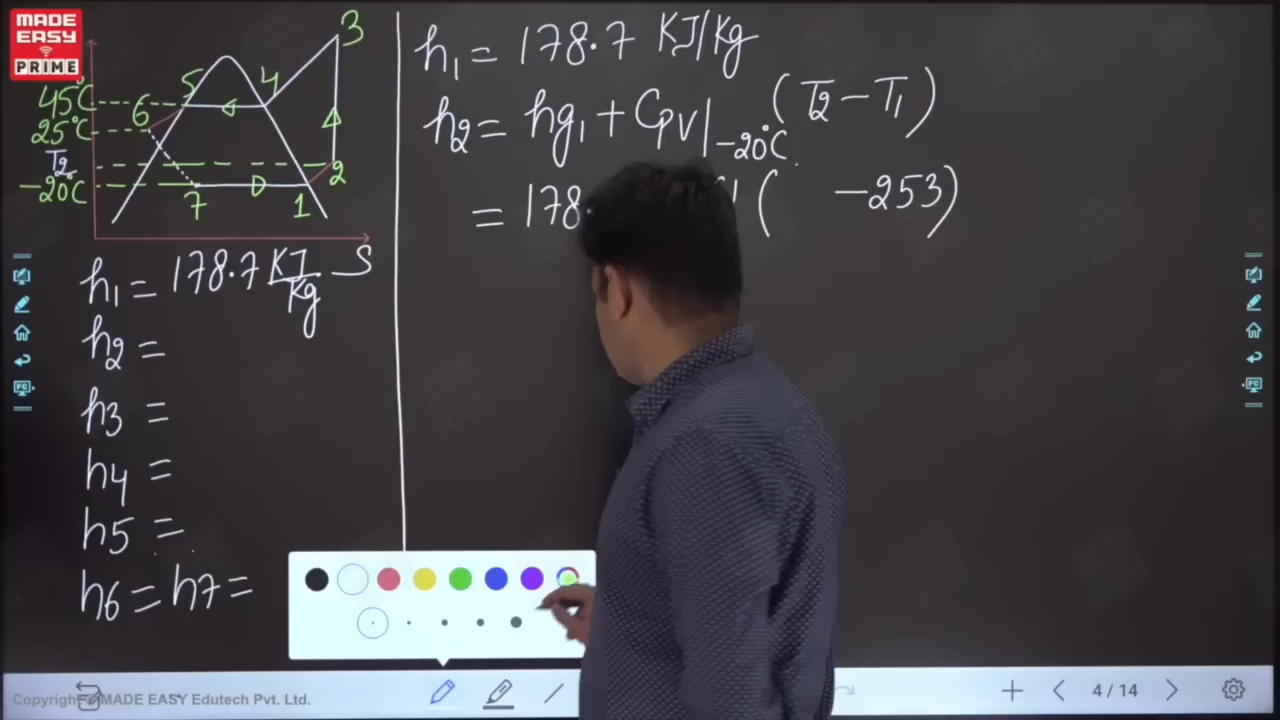 MADE
EASY
PRIME
3
5
4
45°C
6
25°C
T2
2
-20°C
7
1
S
h1 = 178.7 KJ/Kg
h2 =
h3 =
h4 =
h5 =
h6 = h7 =
h1 = 178.7 KJ/Kg
h2 = hg1 + CPV|-20°C (T2 - T1)
= 178. ( -253)
Copyright © MADE EASY Edutech Pvt. Ltd.
4 / 14